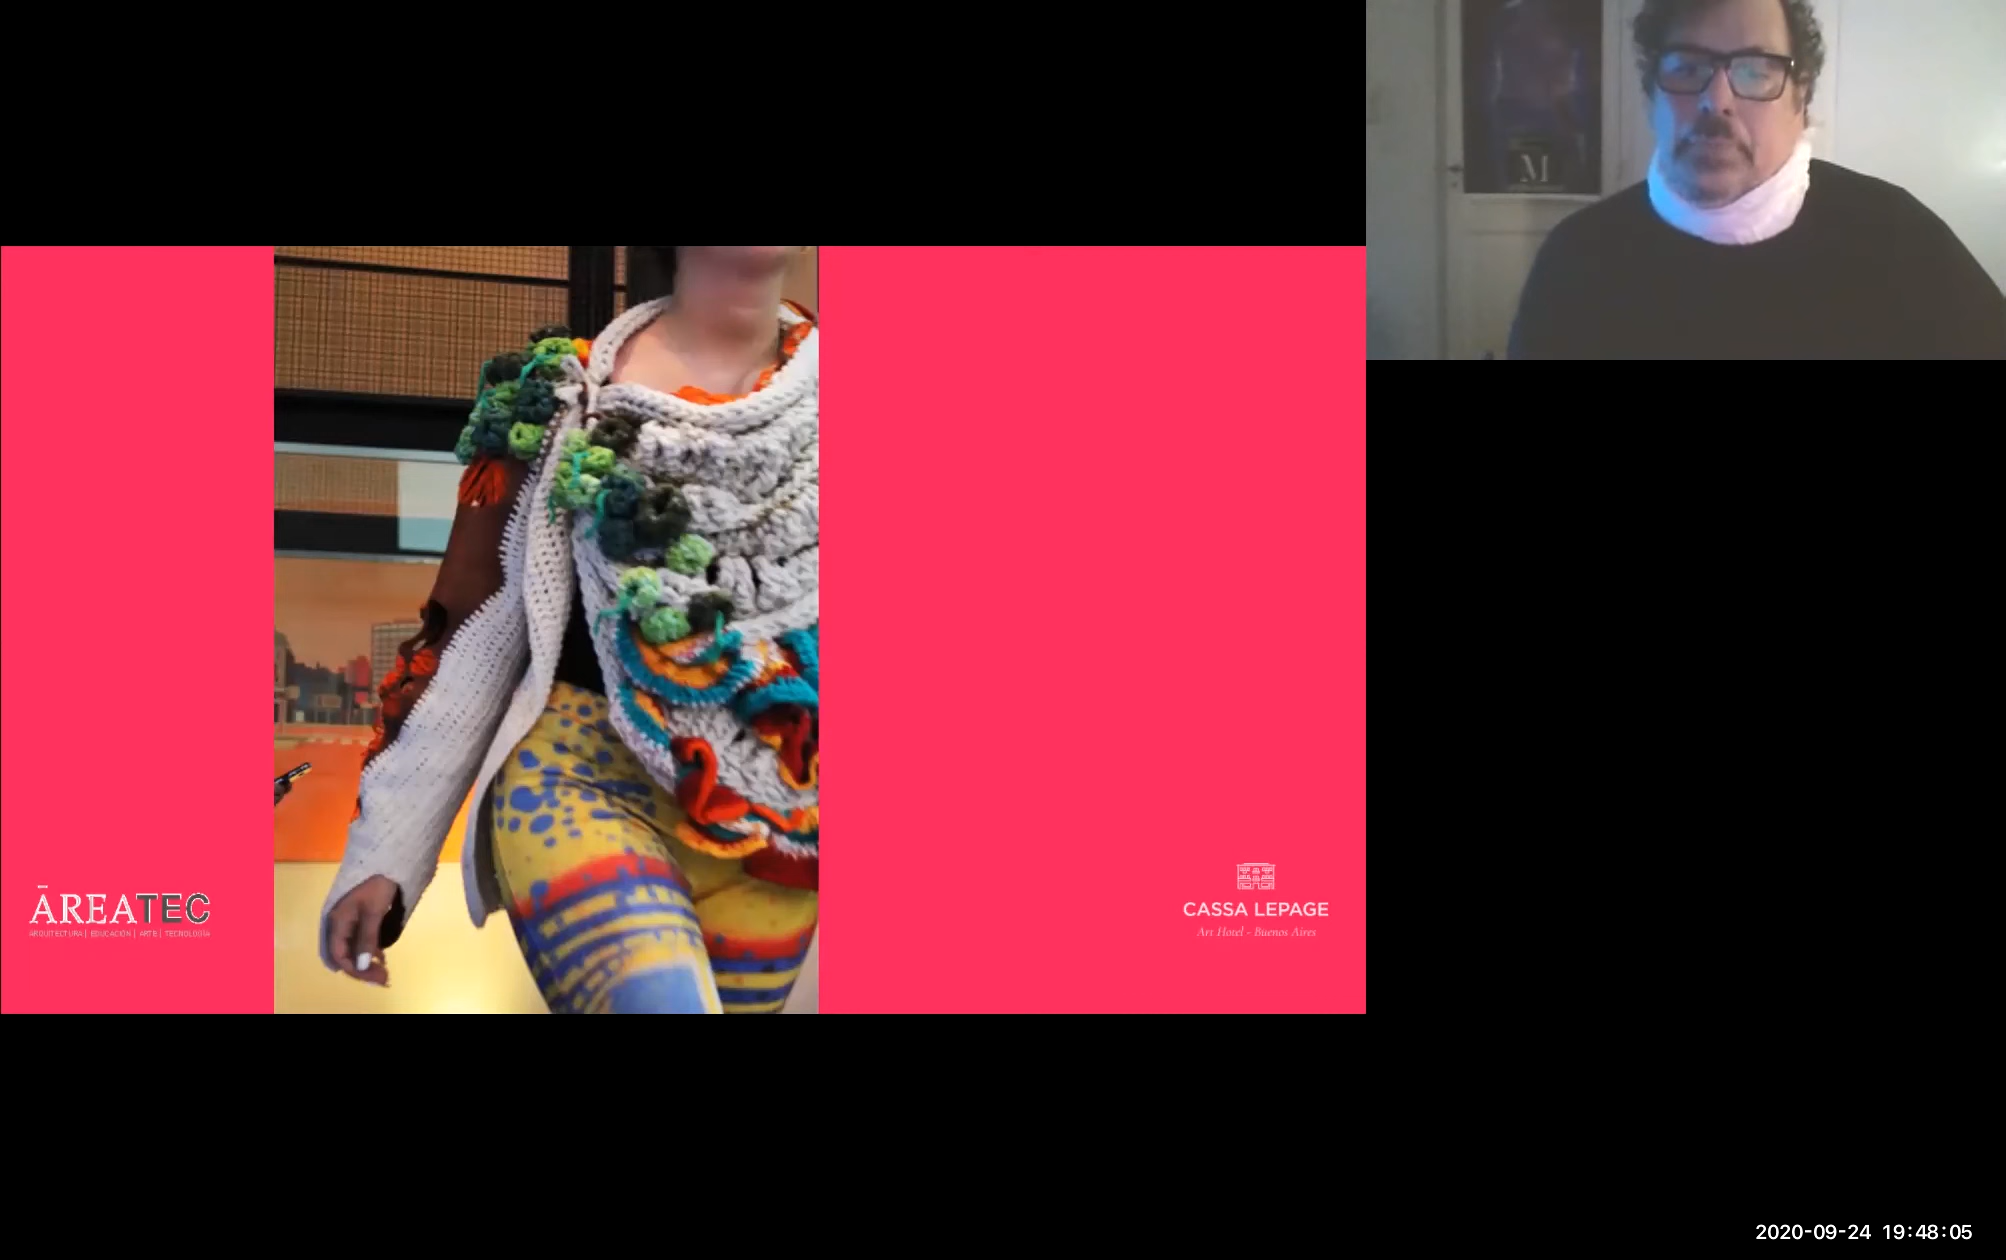 M
ĀREATEC
ARQUITECTURA | EDUCACIÓN | ARTE | TECNOLOGÍA
CASSA LEPAGE
Art Hotel - Buenos Aires
2020-09-24 19:48:05